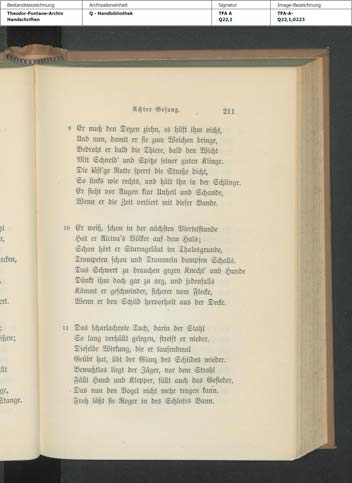 Bestandsbezeichnung
Archivalieneinheit
Signatur
Image-Bezeichnung
Theodor-Fontane-Archiv
Handschriften
Q - Handbibliothek
TFA A
Q22,1
TFA-A-
Q22,1,0223
Achter Gesang.
211
9 Er muß den Degen ziehn, es hilft ihm nicht,
Und nun, damit er sie zum Weichen bringe,
Bedroht er bald die Thiere, bald den Wicht
Mit Schneid' und Spitze seiner guten Klinge.
Die läst'ge Rotte sperrt die Straße dicht,
So links wie rechts, und hält ihn in der Schlinge.
Er sieht vor Augen klar Unheil und Schande,
Wenn er die Zeit verliert mit dieser Bande.
10 Er weiß, schon in der nächsten Viertelstunde
Hat er Alcina's Völker auf dem Hals;
Schon hört er Sturmgeläut im Thalesgrunde,
Trompeten schon und Trommeln dumpfen Schalls.
Das Schwert zu brauchen gegen Knecht' und Hunde
Dünkt ihm doch gar zu arg, und jedenfalls
Kömmt er geschwinder, sicherer vom Flecke,
Wenn er den Schild hervorholt aus der Decke.
11 Das scharlachrote Tuch, darin der Stahl
So lang verhüllt gelegen, streift er nieder.
Dieselbe Wirkung, die er tausendmal
Geübt hat, übt der Glanz des Schildes wieder.
Bewußtlos liegt der Jäger, vor dem Strahl
Fällt Hund und Klepper, fällt auch das Gefieder,
Das nun den Vogel nicht mehr tragen kann.
Froh läßt sie Roger in des Schlafes Bann.